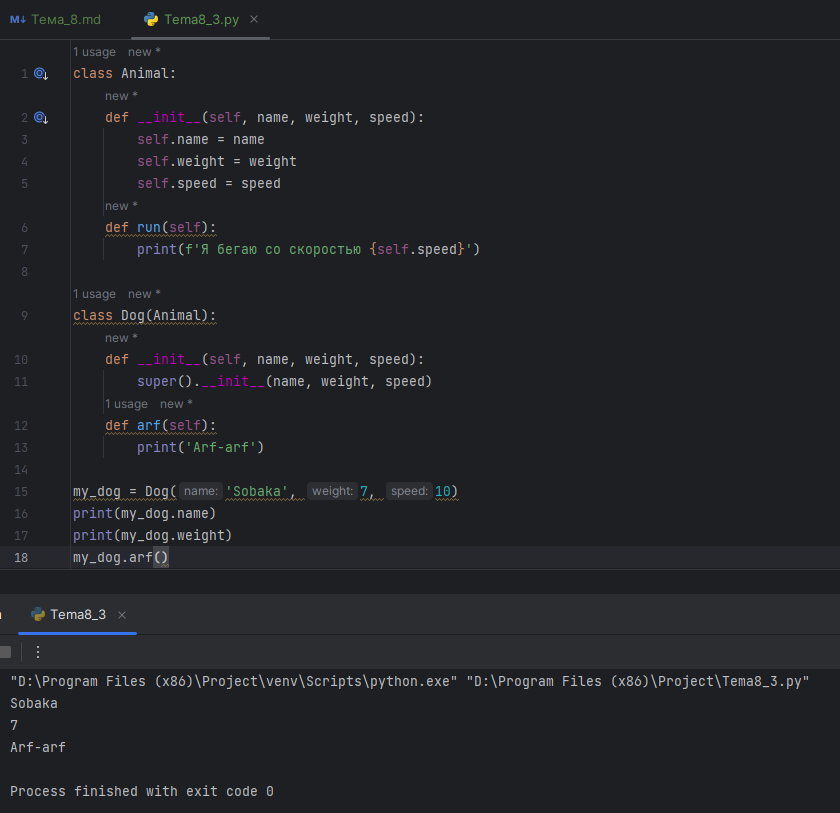 M↓ Тема_8.md Tema8_3.py ×
1 usage new *
1 class Animal:
new *
2 def __init__(self, name, weight, speed):
3 self.name = name
4 self.weight = weight
5 self.speed = speed
new *
6 def run(self):
7 print(f'Я бегаю со скоростью {self.speed}')
8
1 usage new *
9 class Dog(Animal):
new *
10 def __init__(self, name, weight, speed):
11 super().__init__(name, weight, speed)
1 usage new *
12 def arf(self):
13 print('Arf-arf')
14
15 my_dog = Dog( name: 'Sobaka', weight: 7, speed: 10)
16 print(my_dog.name)
17 print(my_dog.weight)
18 my_dog.arf()
Tema8_3 ×
"D:\Program Files (x86)\Project\venv\Scripts\python.exe" "D:\Program Files (x86)\Project\Tema8_3.py"
Sobaka
7
Arf-arf
Process finished with exit code 0